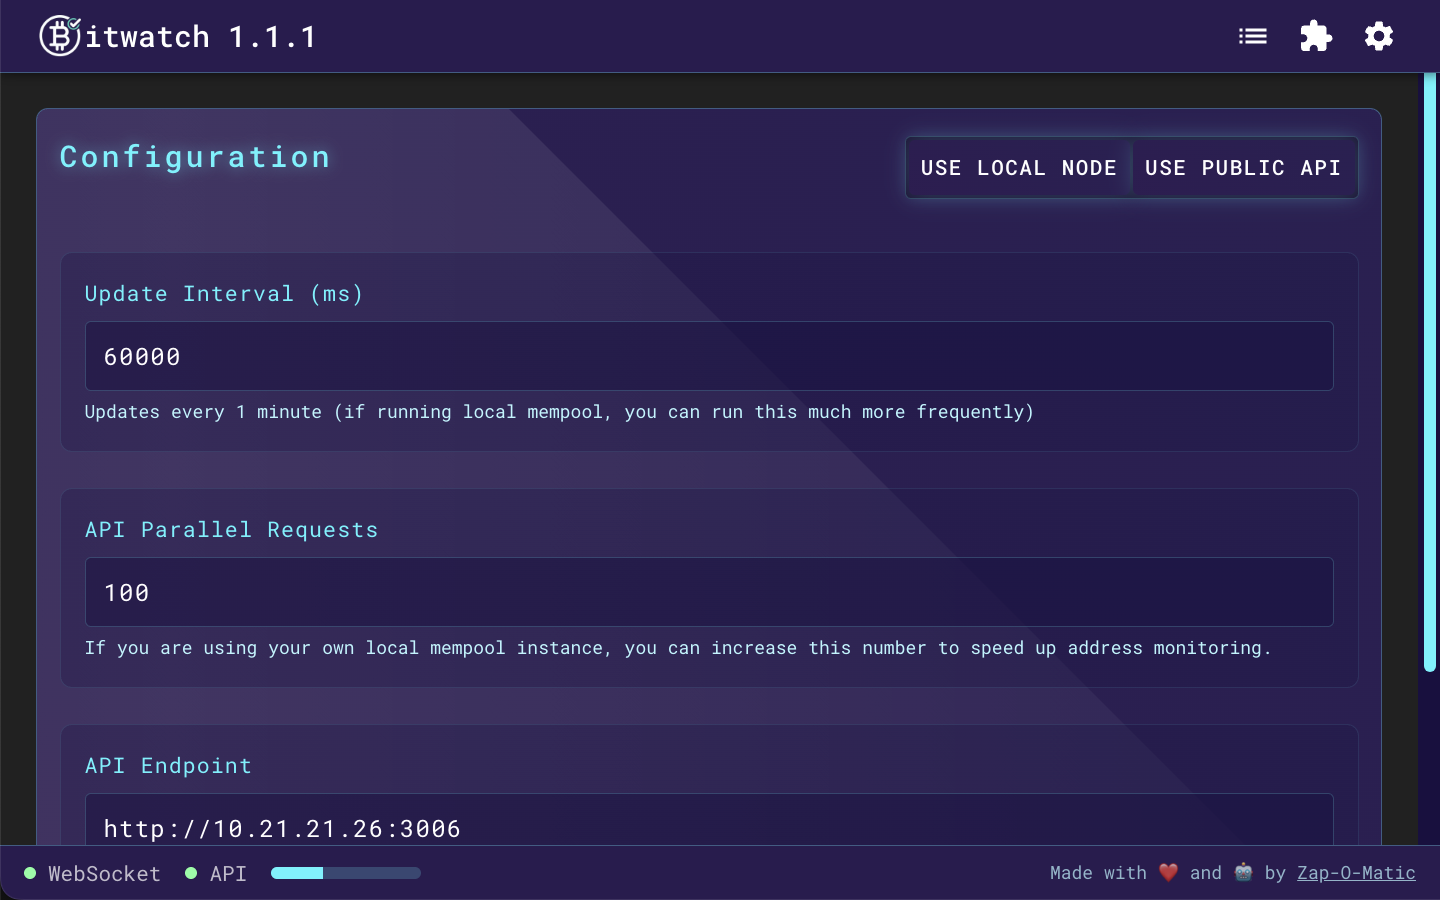 itwatch 1.1.1
Configuration
USE LOCAL NODE
USE PUBLIC API
Update Interval (ms)
60000
Updates every 1 minute (if running local mempool, you can run this much more frequently)
API Parallel Requests
100
If you are using your own local mempool instance, you can increase this number to speed up address monitoring.
API Endpoint
http://10.21.21.26:3006
WebSocket
API
Made with ❤️ and 🤖 by Zap-O-Matic